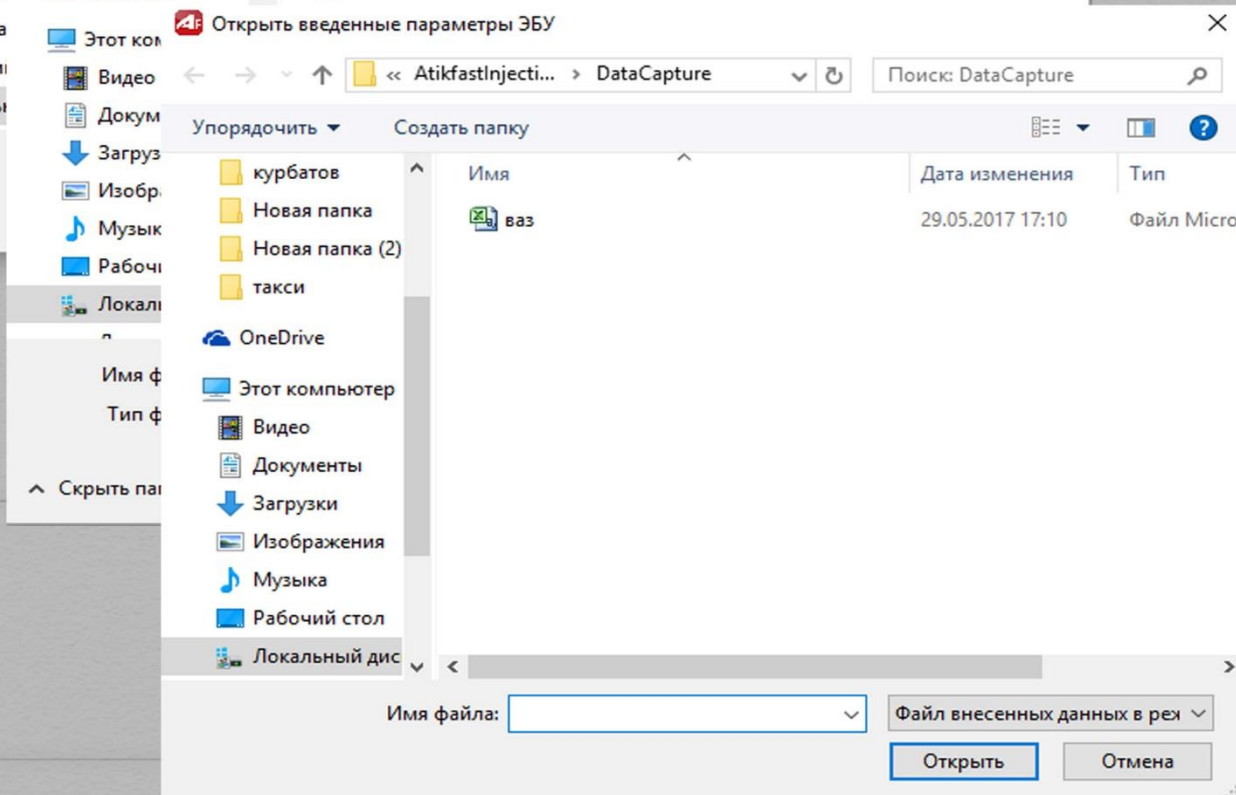 Открыть введенные параметры ЭБУ
« AtikfastInjecti... › DataCapture
Поиск: DataCapture
Упорядочить
Создать папку
Имя
Дата изменения
Тип
ваз
29.05.2017 17:10
Файл Micro
курбатов
Новая папка
Новая папка (2)
такси
OneDrive
Этот компьютер
Видео
Документы
Загрузки
Изображения
Музыка
Рабочий стол
Локальный дис
Имя файла:
Файл внесенных данных в реж
Открыть
Отмена
Этот ком
Видео
Докум
Загруз
Изобра
Музык
Рабочи
Локаль
Имя ф
Тип ф
Скрыть пап